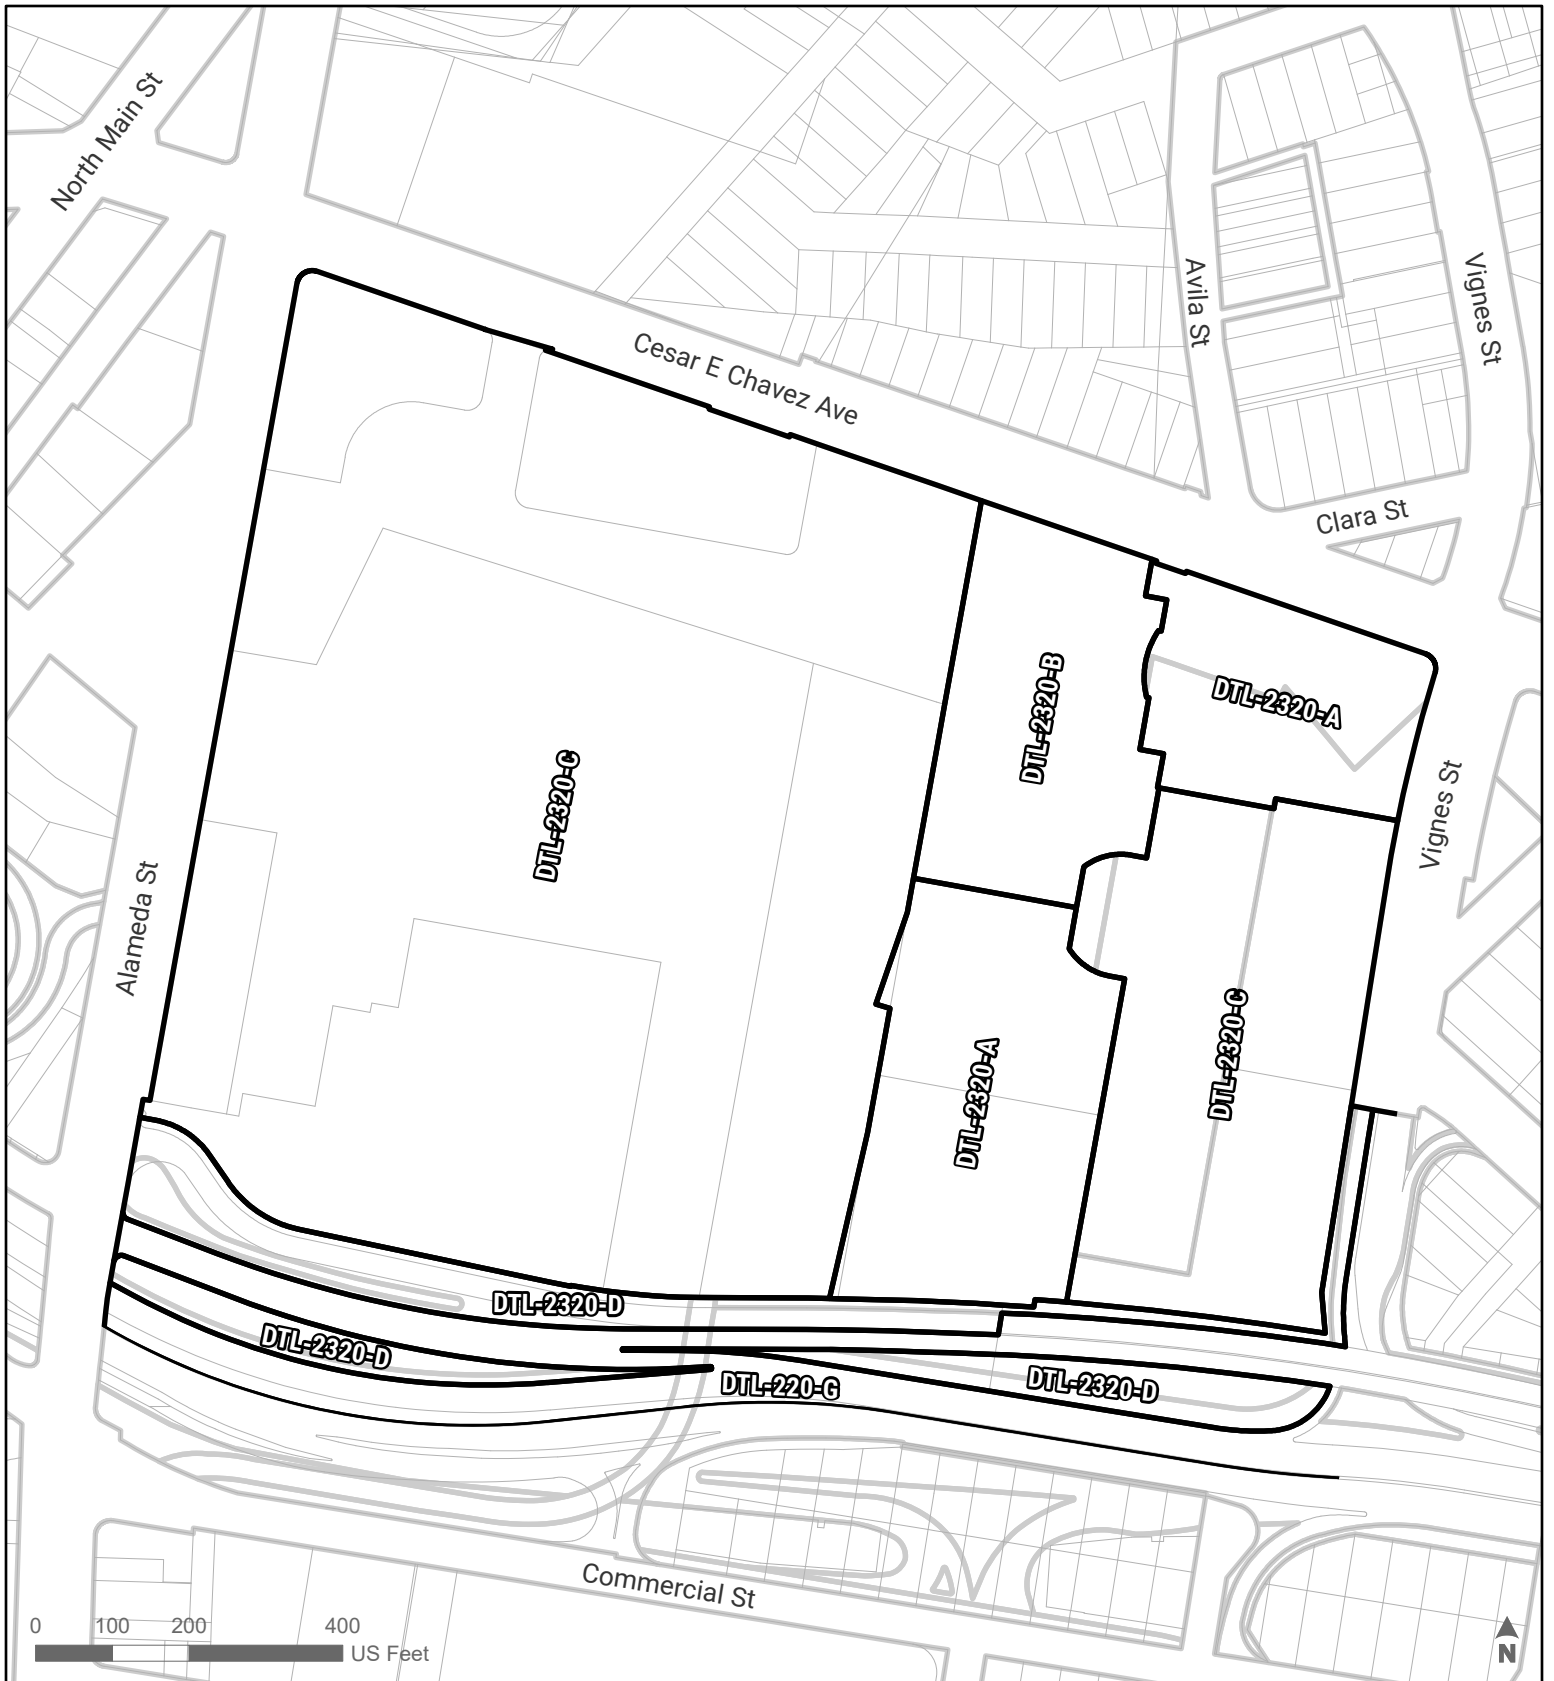 North Main St
Avila St
Vignes St
Cesar E Chavez Ave
Clara St
DTL-2320-B
DTL-2320-A
DTL-2320-C
Vignes St
Alameda St
DTL-2320-C
DTL-2320-A
DTL-2320-D
DTL-2320-D
DTL-220-G
DTL-2320-D
Commercial St
0 100 200 400
US Feet
N